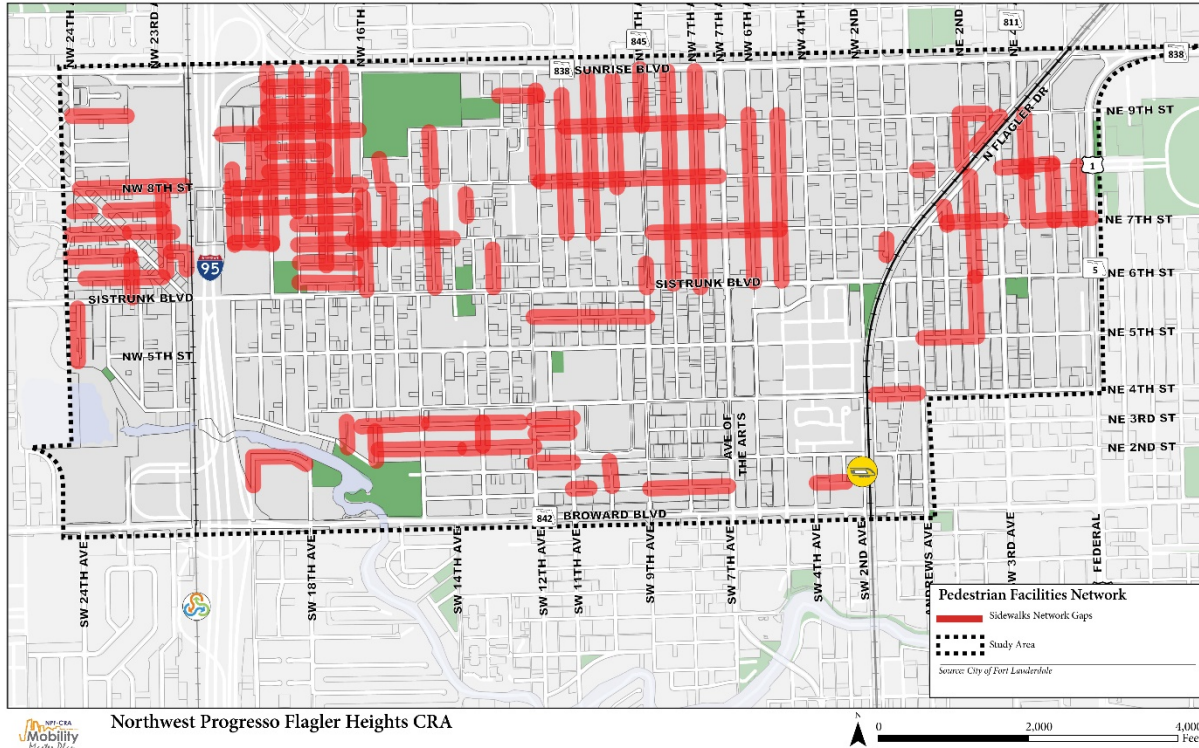 NW 24TH A
NW 23RD A
NW 16TH
845
NW 7TH A
NW 7TH A
NW 6TH A
NW 4TH A
NW 2ND
NE 2ND
811
838
838
SUNRISE BLVD
N FLAGLER DR
NE 9TH ST
1
NW 8TH ST
NE 7TH ST
95
5
NE 6TH ST
SISTRUNK BLVD
SISTRUNK BLVD
NE 5TH ST
NW 5TH ST
NE 4TH ST
NE 3RD ST
AVE OF
THE ARTS
NE 2ND ST
842
BROWARD BLVD
SW 24TH AVE
SW 18TH AVE
SW 14TH AVE
SW 12TH AVE
SW 11TH AVE
SW 9TH AVE
SW 7TH AVE
SW 4TH AVE
SW 2ND AVE
NDREWS AVE
W 3RD AVE
FEDERAL
Pedestrian Facilities Network
Sidewalks Network Gaps
Study Area
Source: City of Fort Lauderdale
NPF-CRA
Mobility
Northwest Progresso Flagler Heights CRA
N
0 2,000 4,000
Fee